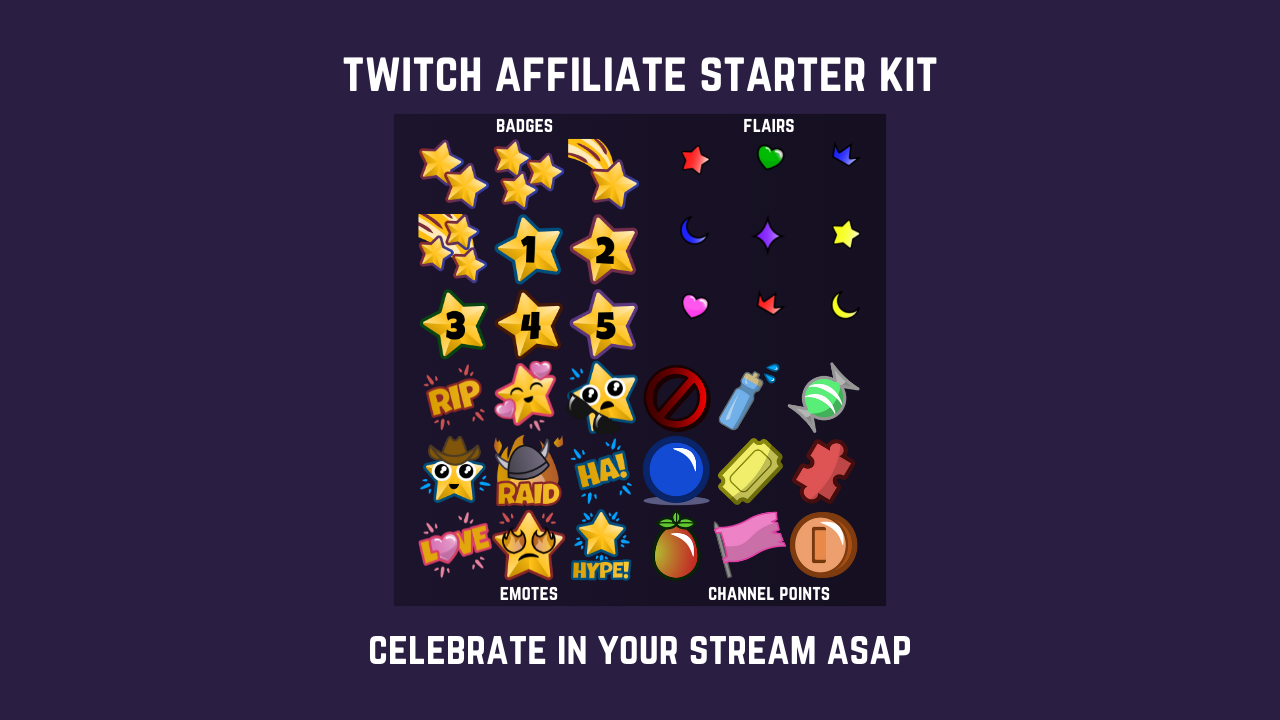 TWITCH AFFILIATE STARTER KIT
BADGES
FLAIRS
1
2
3
4
5
RIP
RAID
HA!
LOVE
HYPE!
EMOTES
CHANNEL POINTS
CELEBRATE IN YOUR STREAM ASAP